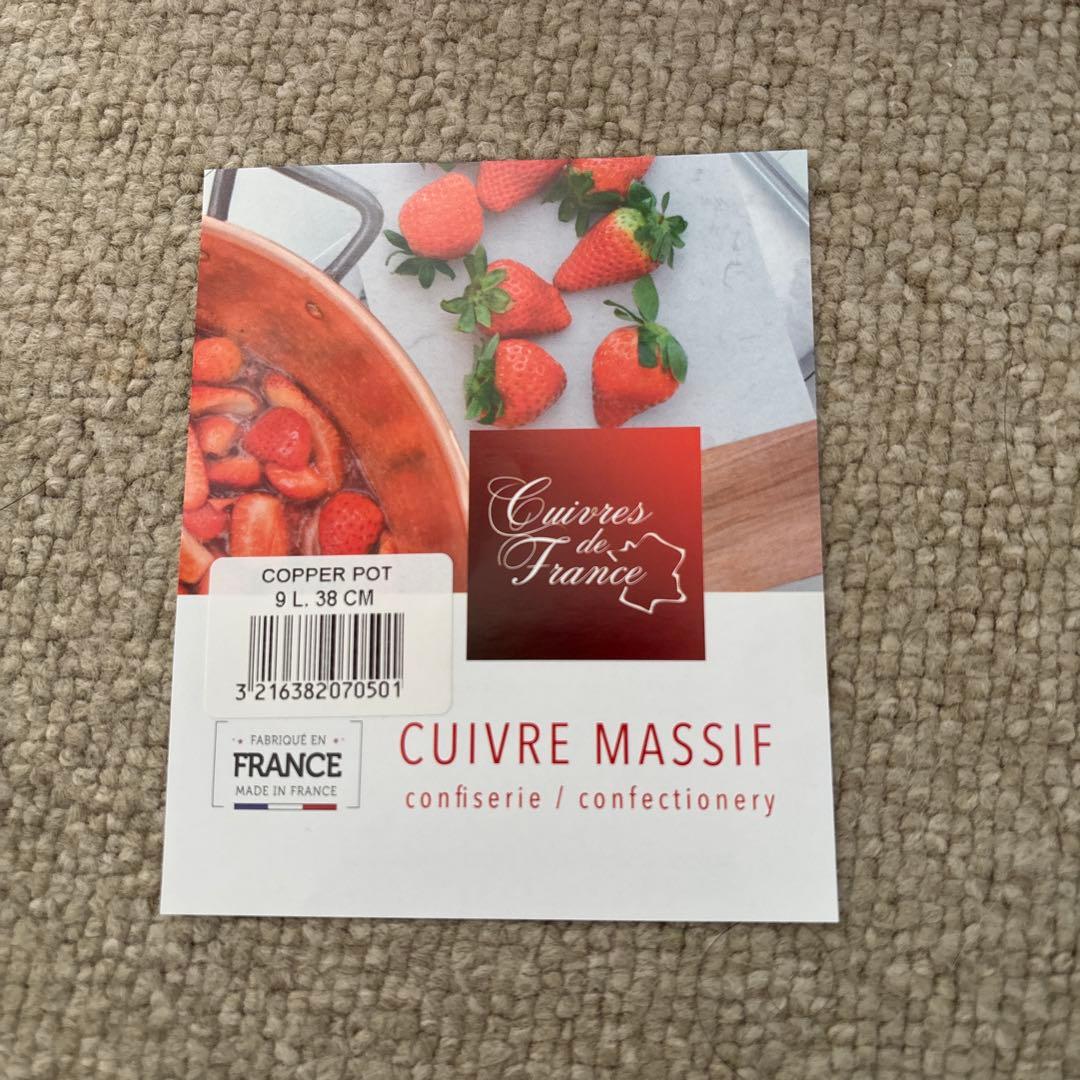 Cuivres
de
France
COPPER POT
9 L. 38 CM
3 216382 070501
FABRIQUÉ EN
FRANCE
MADE IN FRANCE
CUIVRE MASSIF
confiserie / confectionery